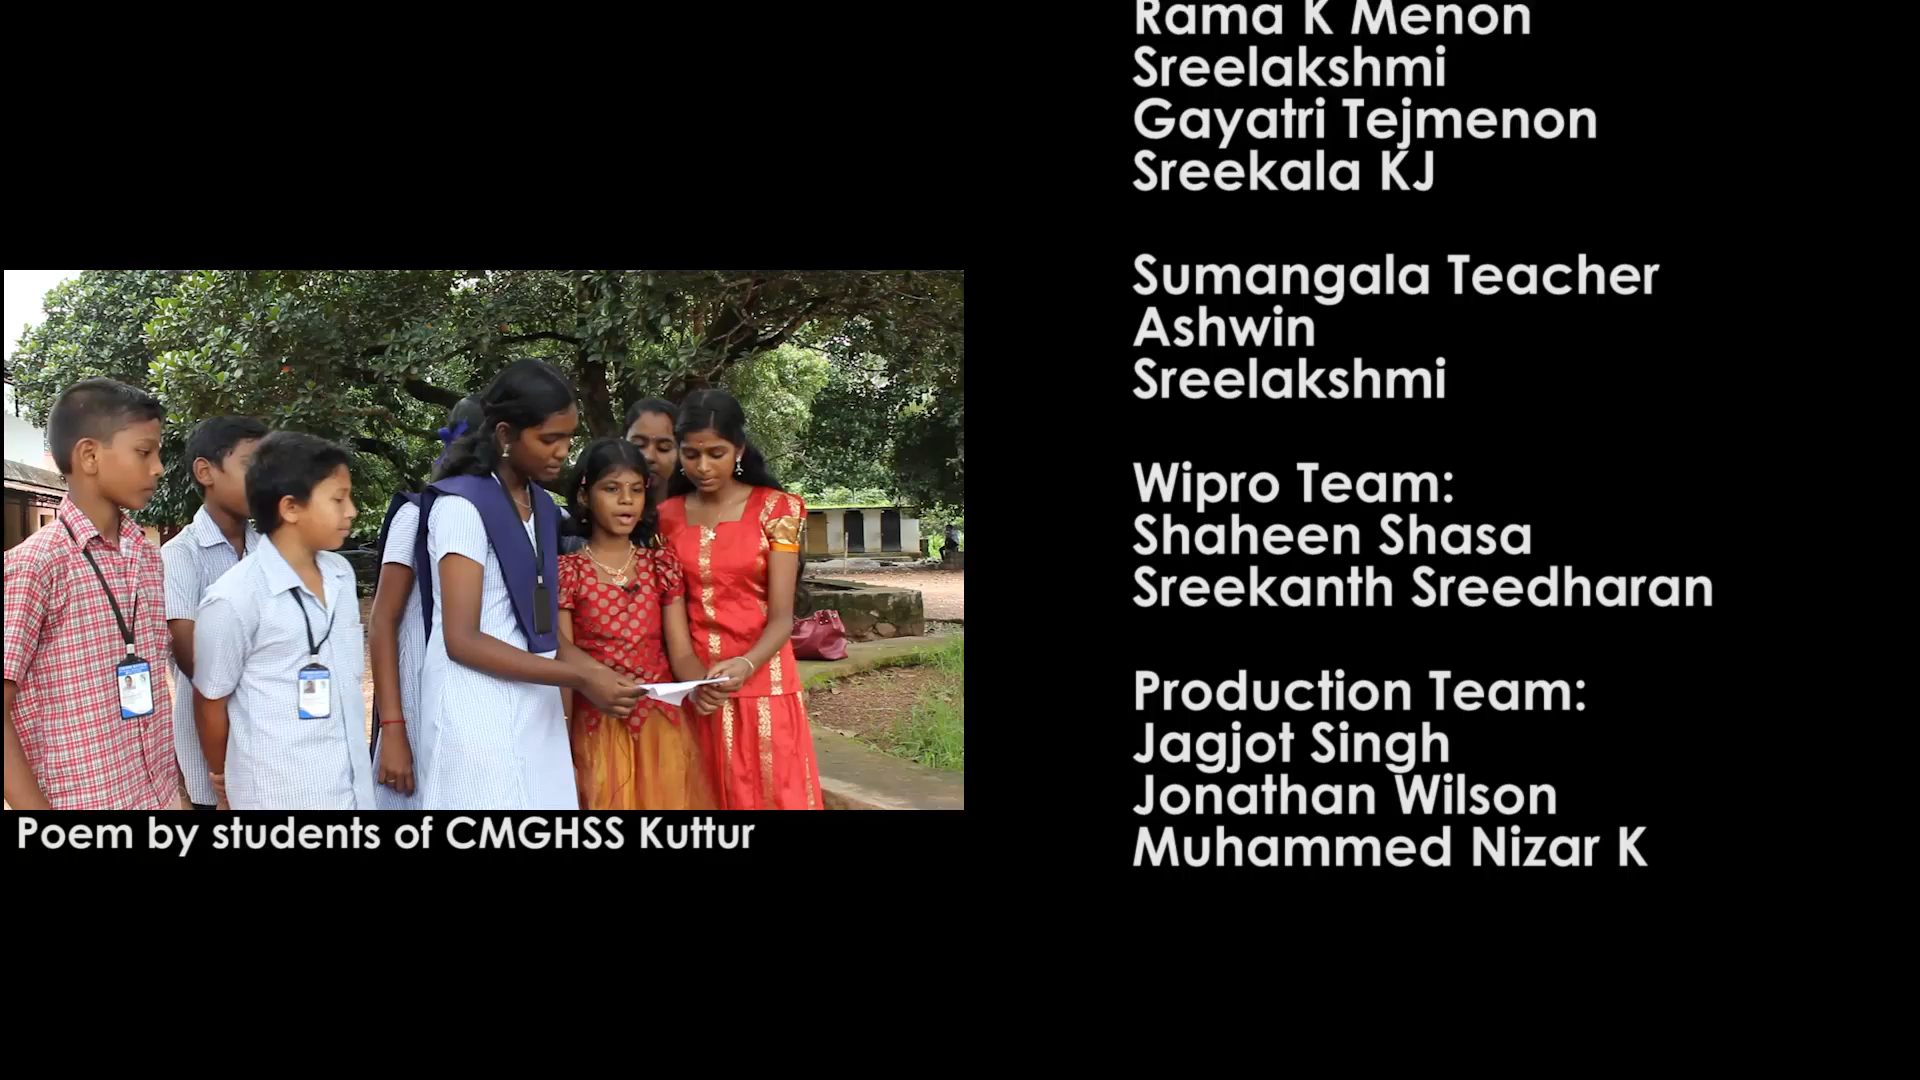 Rama K Menon
Sreelakshmi
Gayatri Tejmenon
Sreekala KJ
Sumangala Teacher
Ashwin
Sreelakshmi
Wipro Team:
Shaheen Shasa
Sreekanth Sreedharan
Production Team:
Jagjot Singh
Jonathan Wilson
Muhammed Nizar K
Poem by students of CMGHSS Kuttur